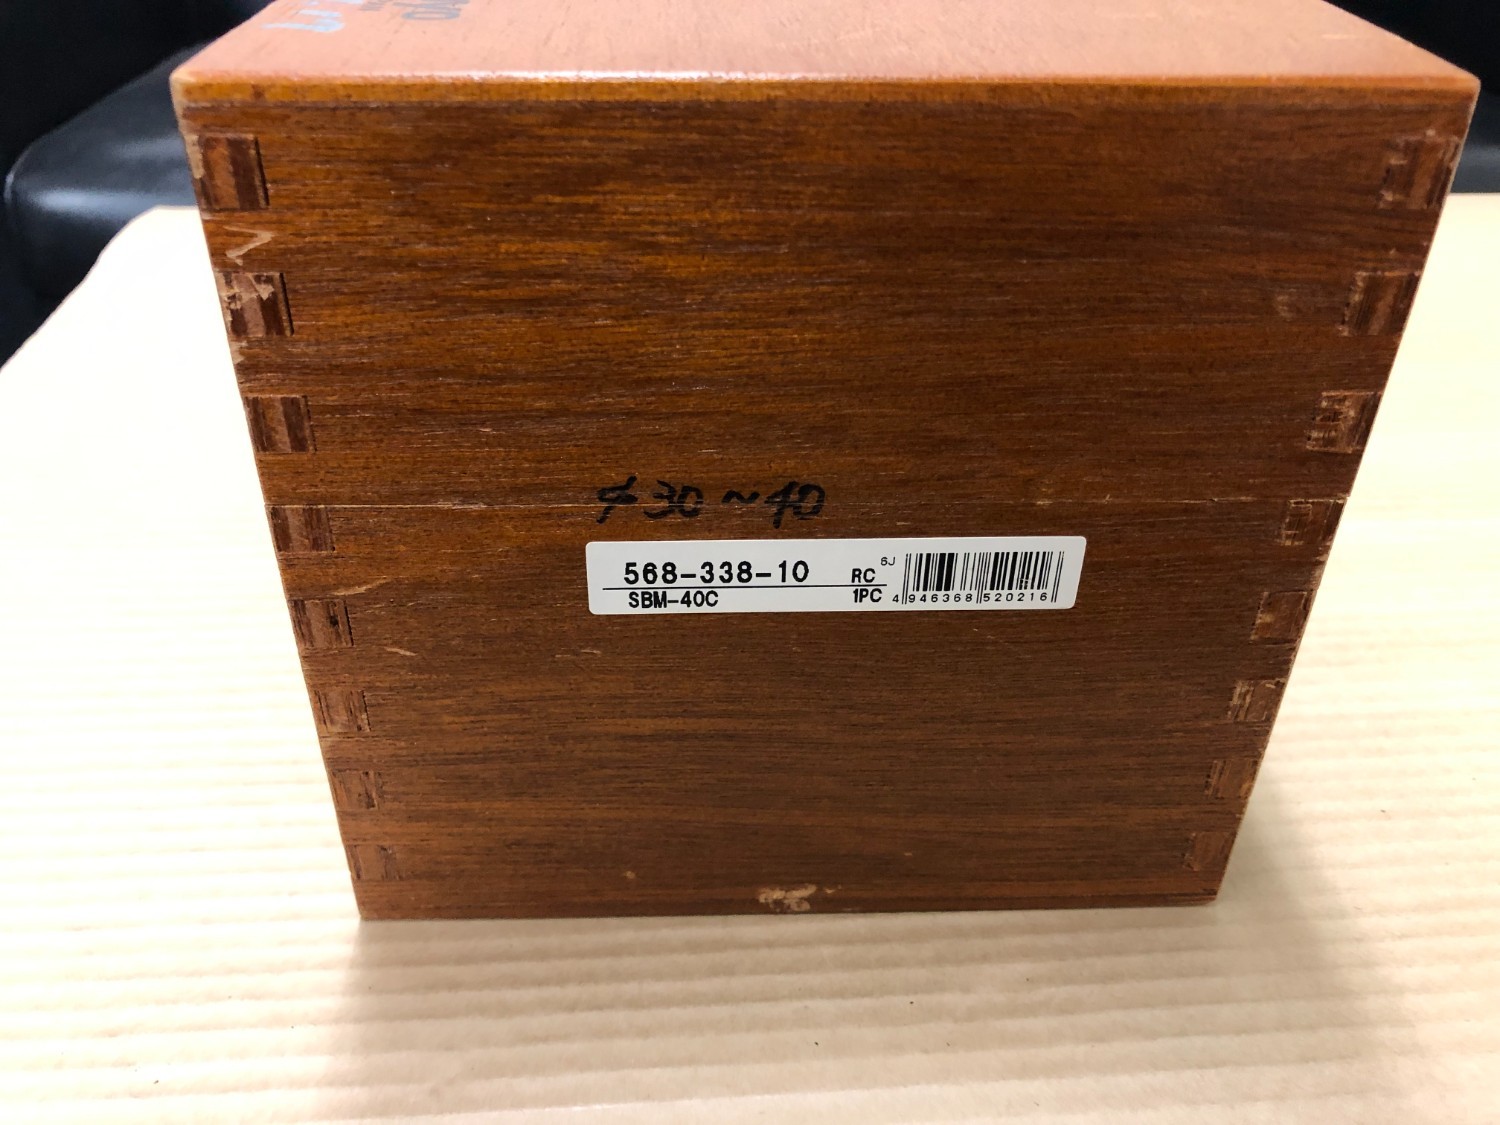 φ30~40
568-338-10 RC 6J
SBM-40C 1PC 4 946368 520216